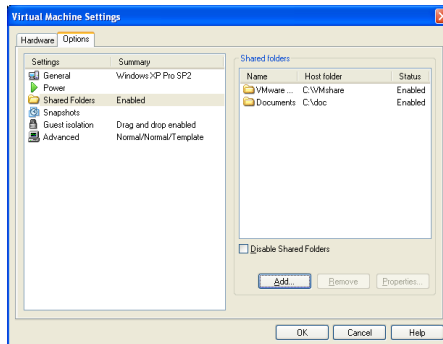 Virtual Machine Settings
Hardware Options
Settings Summary
General Windows XP Pro SP2
Power
Shared Folders Enabled
Snapshots
Guest isolation Drag and drop enabled
Advanced Normal/Normal/Template
Shared folders
Name Host folder Status
VMware ... C:\VMshare Enabled
Documents C:\doc Enabled
Disable Shared Folders
Add... Remove Properties...
OK Cancel Help